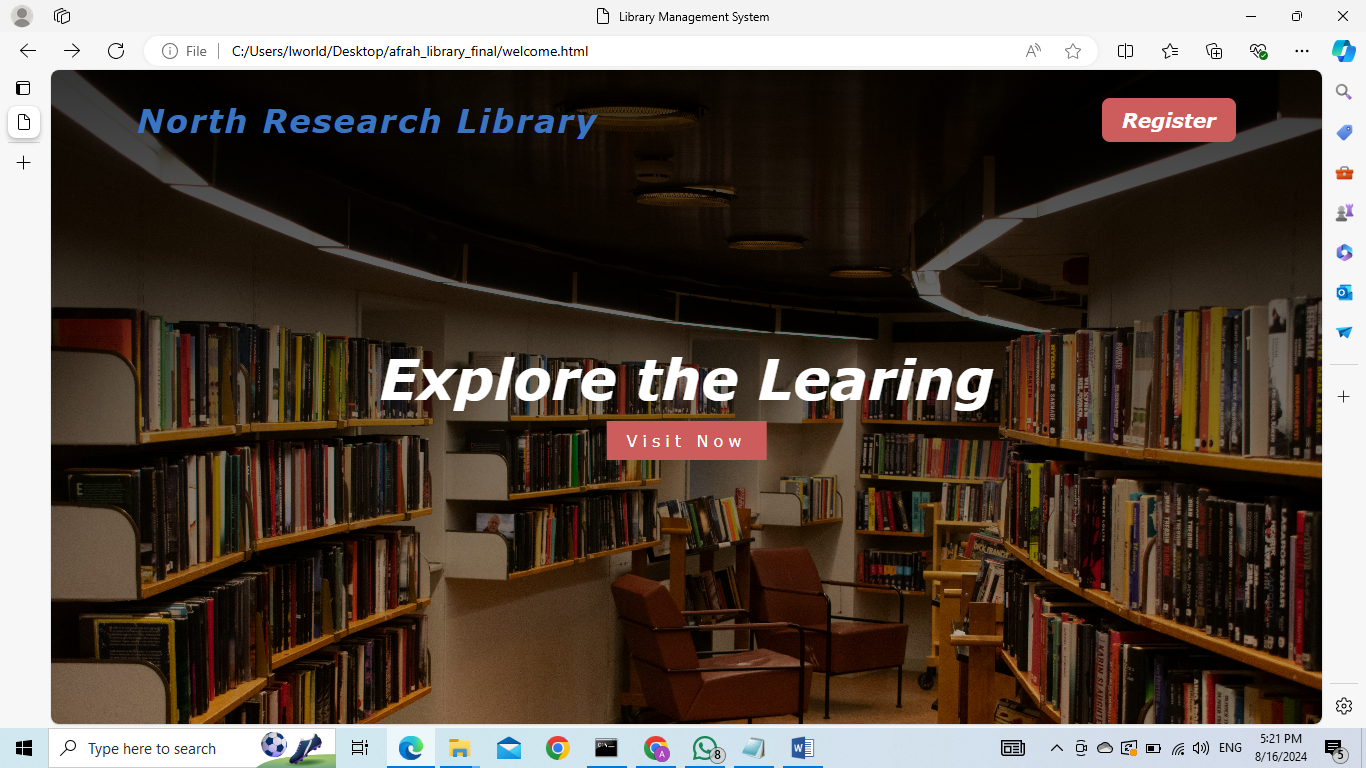 Library Management System
File
C:/Users/lworld/Desktop/afrah_library_final/welcome.html
North Research Library
Register
Explore the Learing
Visit Now
Type here to search
8
ENG
5:21 PM
8/16/2024
5